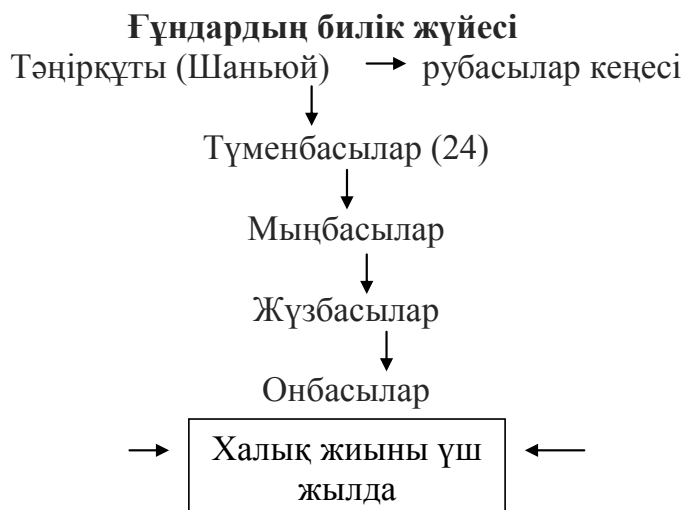 Ғұндардың билік жүйесі
Тәңірқұты (Шаньюй) рубасылар кеңесі
Түменбасылар (24)
Мыңбасылар
Жүзбасылар
Онбасылар
Халық жиыны үш
жылда